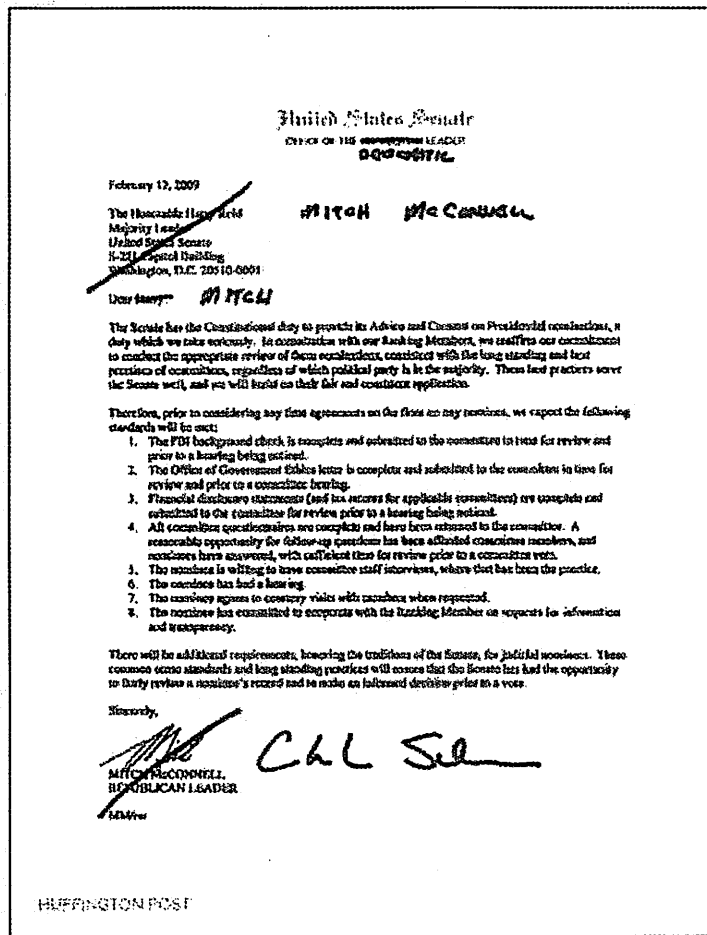 United States Senate
OFFICE OF THE REPUBLICAN LEADER
DEMOCRATIC
February 12, 2009
The Honorable Harry Reid
MITCH McCONNELL
Majority Leader
United States Senate
S-221 Capitol Building
Washington, D.C. 20510-0001
Dear Harry:
MITCH
The Senate has the Constitutional duty to provide its Advice and Consent on Presidential nominations, a
duty which we take seriously. In consultation with our Ranking Members, we reaffirm our commitment
to conduct the appropriate review of these nominations, consistent with the long standing and best
practices of committees, regardless of which political party is in the majority. These best practices serve
the Senate well, and we will insist on their fair and consistent application.
Therefore, prior to considering any time agreements on the floor on any nominee, we expect the following
standards will be met:
1. The FBI background check is complete and submitted to the committee in time for review and
prior to a hearing being noticed.
2. The Office of Government Ethics letter is complete and submitted to the committee in time for
review and prior to a committee hearing.
3. Financial disclosure statements (and tax returns for applicable committees) are complete and
submitted to the committee for review prior to a hearing being noticed.
4. All committee questionnaires are complete and have been returned to the committee. A
reasonable opportunity for follow-up questions has been afforded committee members, and
nominees have answered, with sufficient time for review prior to a committee vote.
5. The nominee is willing to have committee staff interviews, where that has been the practice.
6. The nominee has had a hearing.
7. The nominee agrees to courtesy visits with members when requested.
8. The nominee has committed to cooperate with the Ranking Member on requests for information
and transparency.
There will be additional requirements, honoring the traditions of the Senate, for judicial nominees. These
common sense standards and long standing practices will ensure that the Senate has had the opportunity
to fairly review a nominee's record and to make an informed decision prior to a vote.
Sincerely,
MITCH McCONNELL
REPUBLICAN LEADER
MM/
HUFFINGTON POST